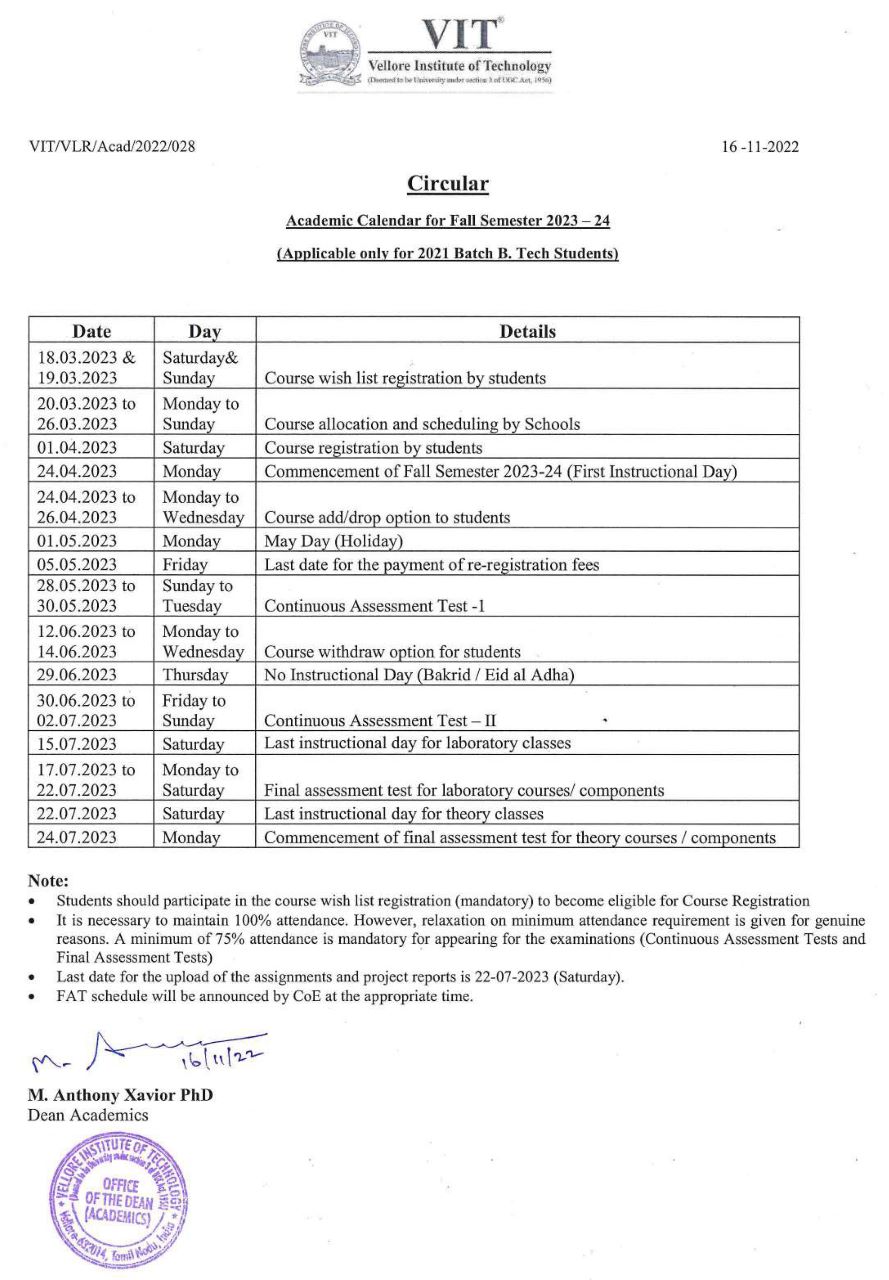 VIT®
Vellore Institute of Technology
(Deemed to be University under section 3 of UGC Act, 1956)
VIT/VLR/Acad/2022/028 16 -11-2022
Circular
Academic Calendar for Fall Semester 2023 – 24
(Applicable only for 2021 Batch B. Tech Students)
Date Day Details
18.03.2023 & Saturday&
19.03.2023 Sunday Course wish list registration by students
20.03.2023 to Monday to
26.03.2023 Sunday Course allocation and scheduling by Schools
01.04.2023 Saturday Course registration by students
24.04.2023 Monday Commencement of Fall Semester 2023-24 (First Instructional Day)
24.04.2023 to Monday to
26.04.2023 Wednesday Course add/drop option to students
01.05.2023 Monday May Day (Holiday)
05.05.2023 Friday Last date for the payment of re-registration fees
28.05.2023 to Sunday to
30.05.2023 Tuesday Continuous Assessment Test -1
12.06.2023 to Monday to
14.06.2023 Wednesday Course withdraw option for students
29.06.2023 Thursday No Instructional Day (Bakrid / Eid al Adha)
30.06.2023 to Friday to
02.07.2023 Sunday Continuous Assessment Test – II
15.07.2023 Saturday Last instructional day for laboratory classes
17.07.2023 to Monday to
22.07.2023 Saturday Final assessment test for laboratory courses/ components
22.07.2023 Saturday Last instructional day for theory classes
24.07.2023 Monday Commencement of final assessment test for theory courses / components
Note:
• Students should participate in the course wish list registration (mandatory) to become eligible for Course Registration
• It is necessary to maintain 100% attendance. However, relaxation on minimum attendance requirement is given for genuine
reasons. A minimum of 75% attendance is mandatory for appearing for the examinations (Continuous Assessment Tests and
Final Assessment Tests)
• Last date for the upload of the assignments and project reports is 22-07-2023 (Saturday).
• FAT schedule will be announced by CoE at the appropriate time.
16/11/22
M. Anthony Xavior PhD
Dean Academics
VELLORE INSTITUTE OF TECHNOLOGY
OFFICE
OF THE DEAN
(ACADEMICS)
Vellore-632014, Tamil Nadu, India